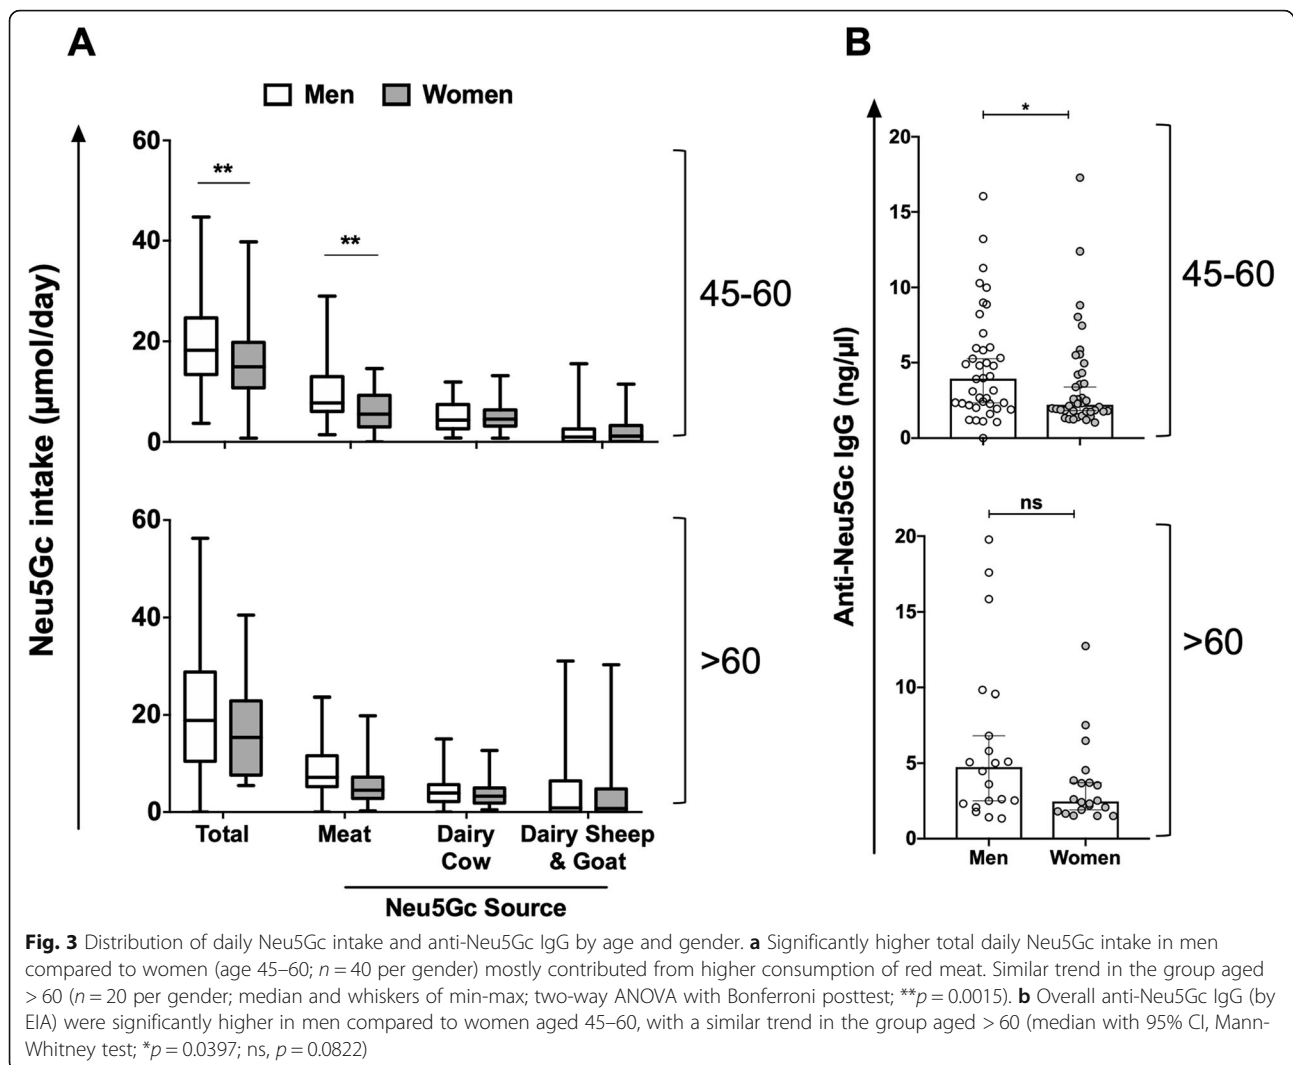 A
Men Women
Neu5Gc intake (µmol/day)
60
40
20
0
**
**
45-60
60
40
20
0
>60
Total Meat Dairy Dairy Sheep
Cow & Goat
Neu5Gc Source
B
Anti-Neu5Gc IgG (ng/µl)
*
20
15
10
5
0
45-60
ns
20
15
10
5
0
>60
Men Women
Fig. 3 Distribution of daily Neu5Gc intake and anti-Neu5Gc IgG by age and gender. a Significantly higher total daily Neu5Gc intake in men
compared to women (age 45–60; n = 40 per gender) mostly contributed from higher consumption of red meat. Similar trend in the group aged
> 60 (n = 20 per gender; median and whiskers of min-max; two-way ANOVA with Bonferroni posttest; **p = 0.0015). b Overall anti-Neu5Gc IgG (by
EIA) were significantly higher in men compared to women aged 45–60, with a similar trend in the group aged > 60 (median with 95% CI, Mann-
Whitney test; *p = 0.0397; ns, p = 0.0822)